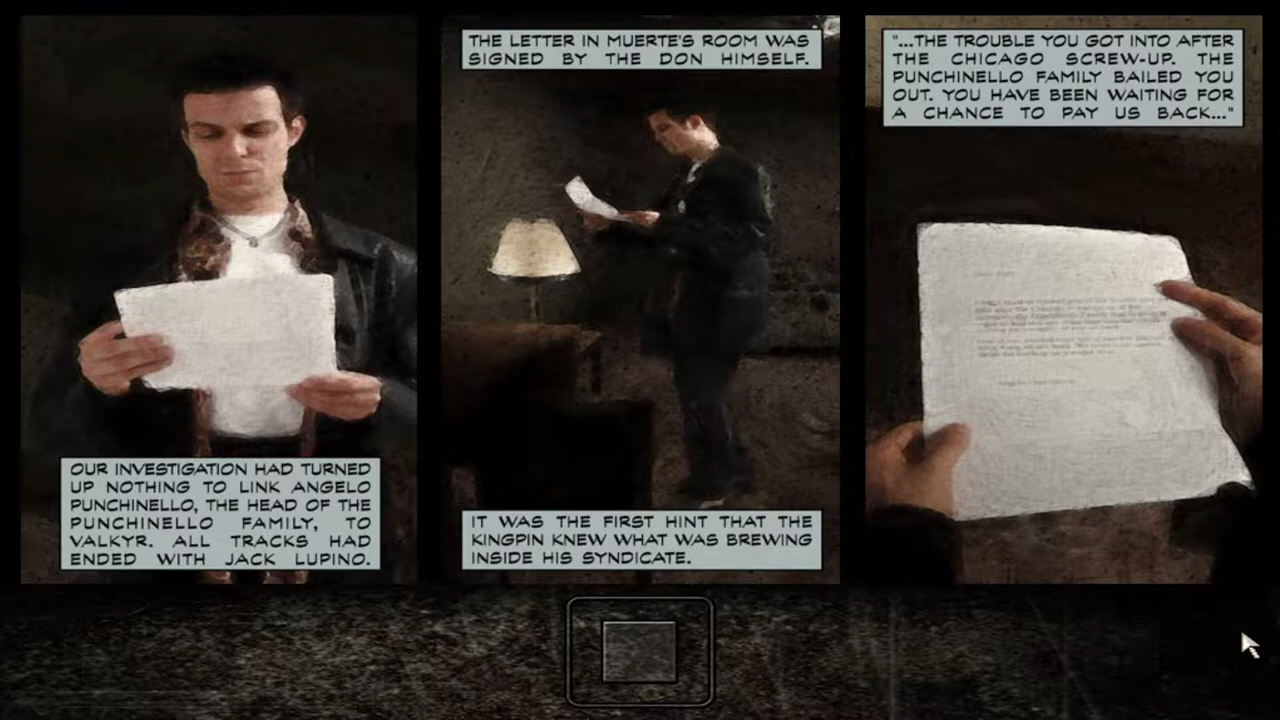 OUR INVESTIGATION HAD TURNED
UP NOTHING TO LINK ANGELO
PUNCHINELLO, THE HEAD OF THE
PUNCHINELLO FAMILY, TO
VALKYR. ALL TRACKS HAD
ENDED WITH JACK LUPINO.
THE LETTER IN MUERTE'S ROOM WAS
SIGNED BY THE DON HIMSELF.
IT WAS THE FIRST HINT THAT THE
KINGPIN KNEW WHAT WAS BREWING
INSIDE HIS SYNDICATE.
"...THE TROUBLE YOU GOT INTO AFTER
THE CHICAGO SCREW-UP. THE
PUNCHINELLO FAMILY BAILED YOU
OUT. YOU HAVE BEEN WAITING FOR
A CHANCE TO PAY US BACK..."